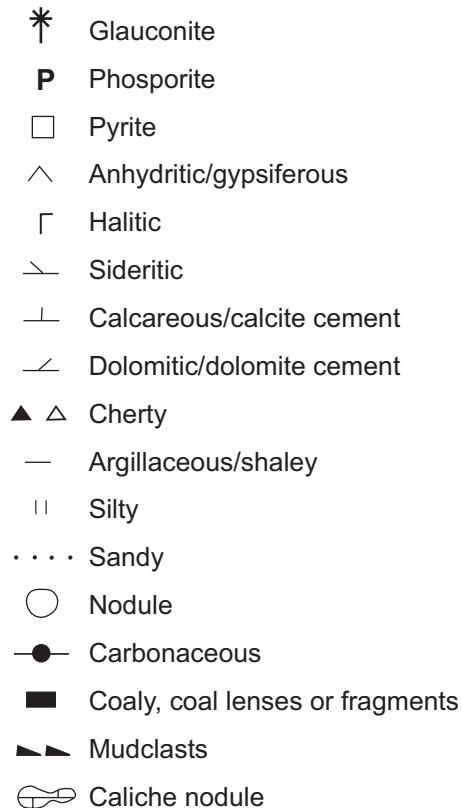 Glauconite
P Phosporite
Pyrite
Anhydritic/gypsiferous
Halitic
Sideritic
Calcareous/calcite cement
Dolomitic/dolomite cement
Cherty
Argillaceous/shaley
Silty
Sandy
Nodule
Carbonaceous
Coaly, coal lenses or fragments
Mudclasts
Caliche nodule